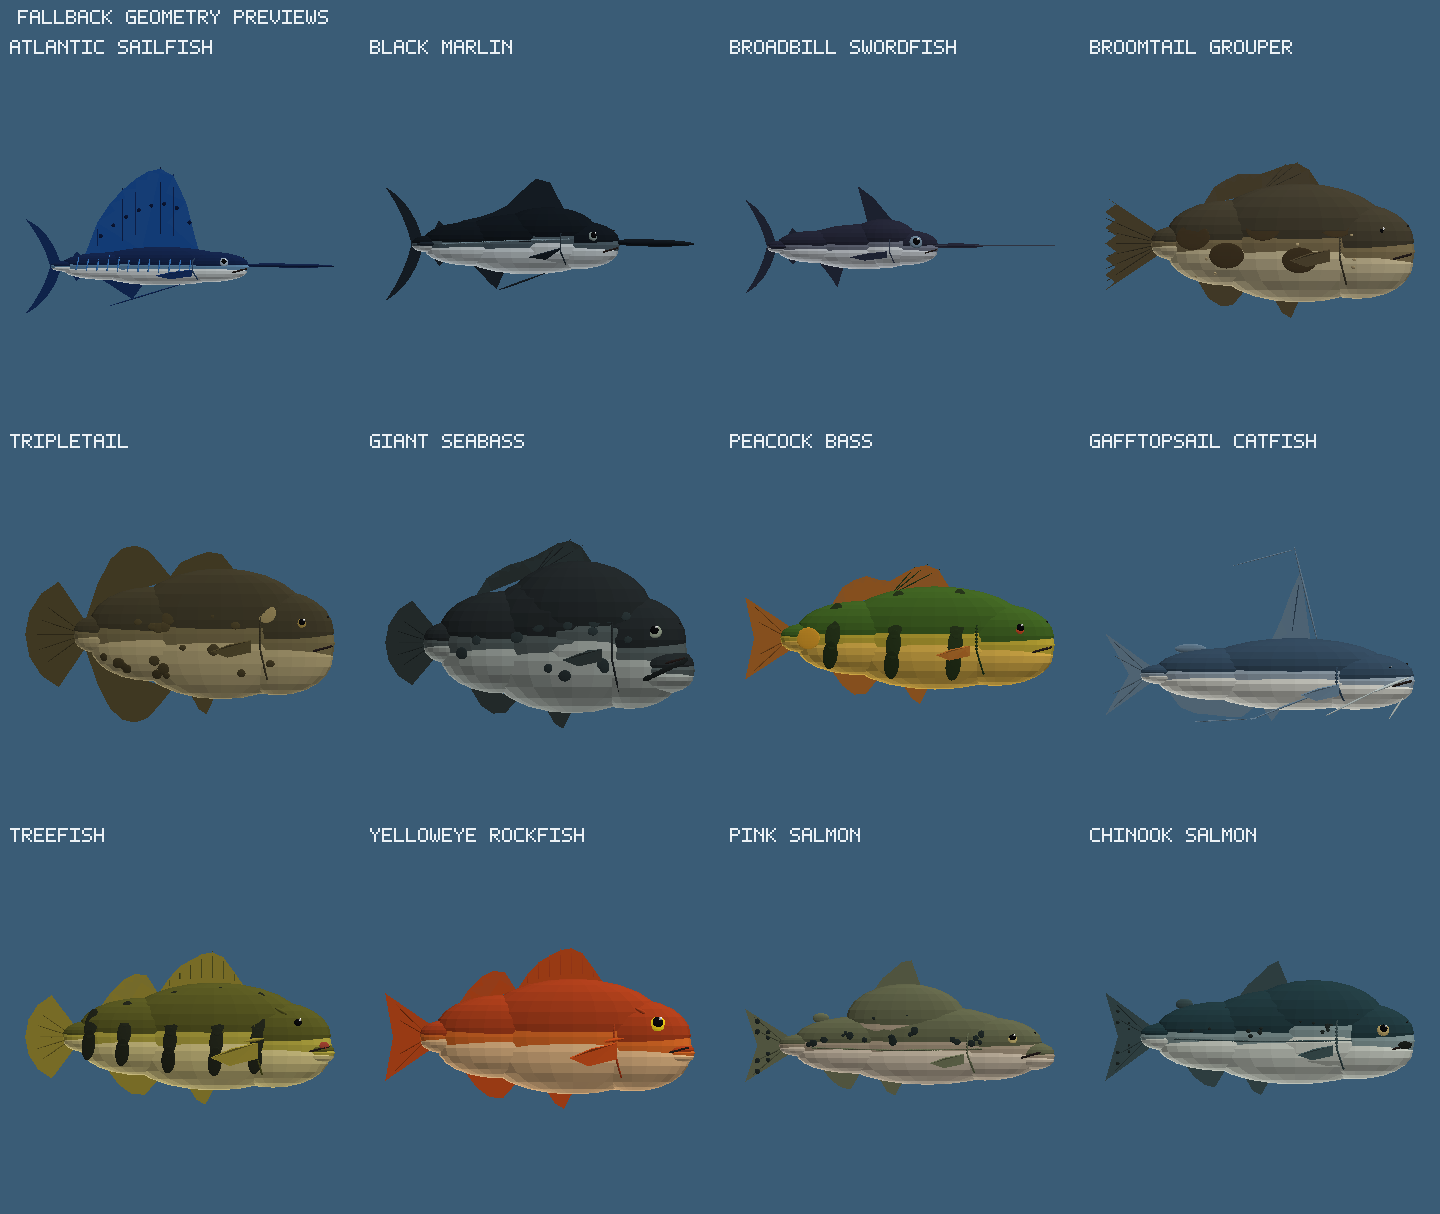 FALLBACK GEOMETRY PREVIEWS
ATLANTIC SAILFISH
BLACK MARLIN
BROADBILL SWORDFISH
BROOMTAIL GROUPER
TRIPLETAIL
GIANT SEABASS
PEACOCK BASS
GAFFTOPSAIL CATFISH
TREEFISH
YELLOWEYE ROCKFISH
PINK SALMON
CHINOOK SALMON